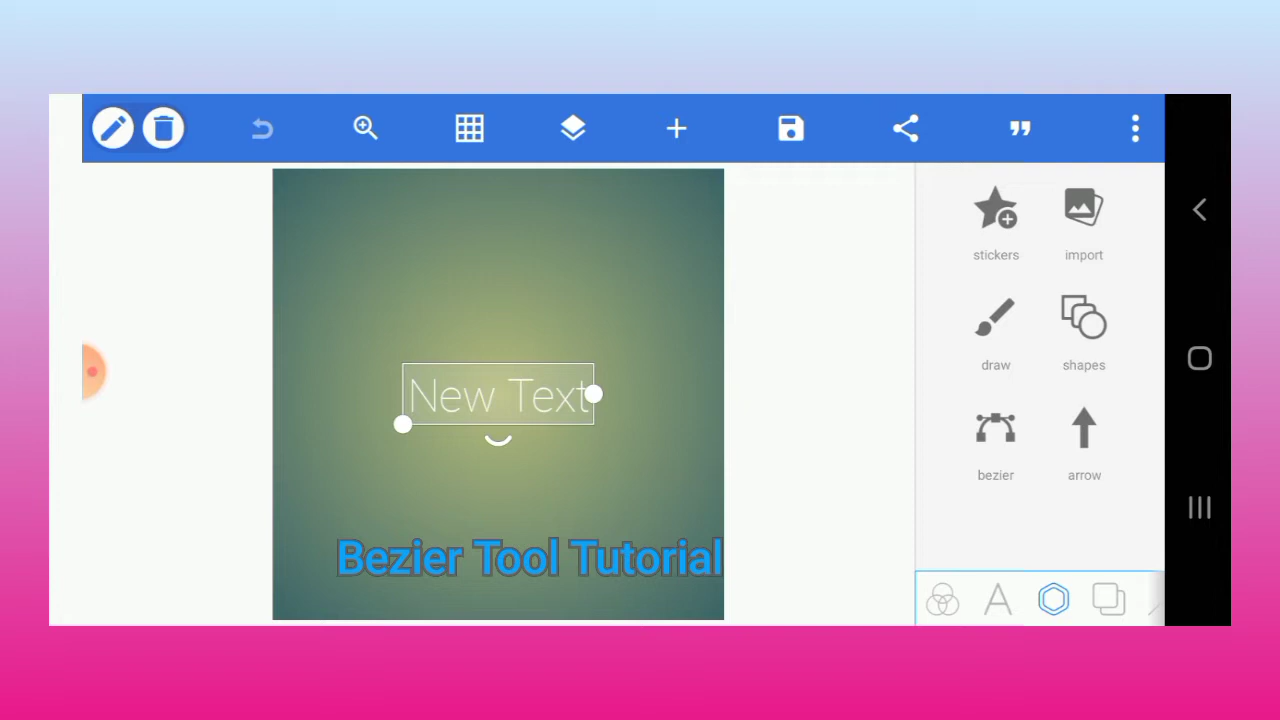 stickers
import
draw
shapes
New Text
bezier
arrow
Bezier Tool Tutorial